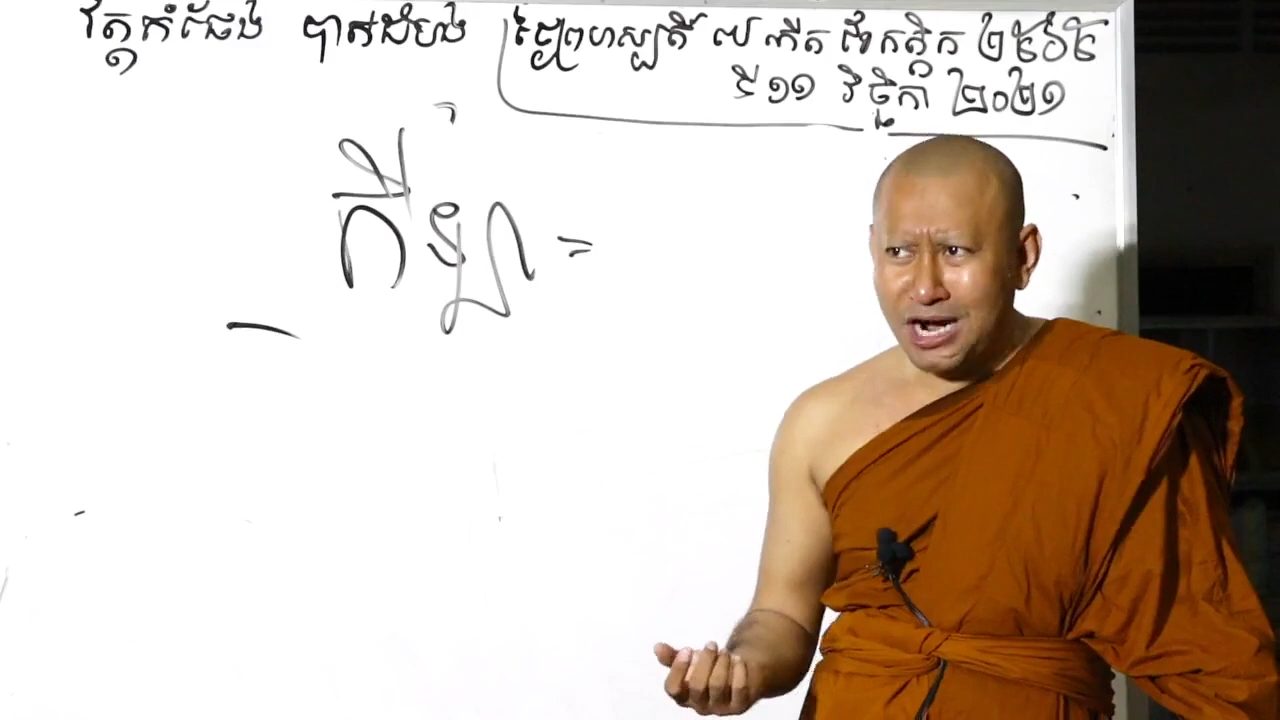 វត្តកំផែង បាត់ដំបង ថ្ងៃព្រហស្បតិ៍ ៧ កើត ខែកត្តិក ២៥៦៥
ទី ១១ វិច្ឆិកា ២០២១
កីឡា =